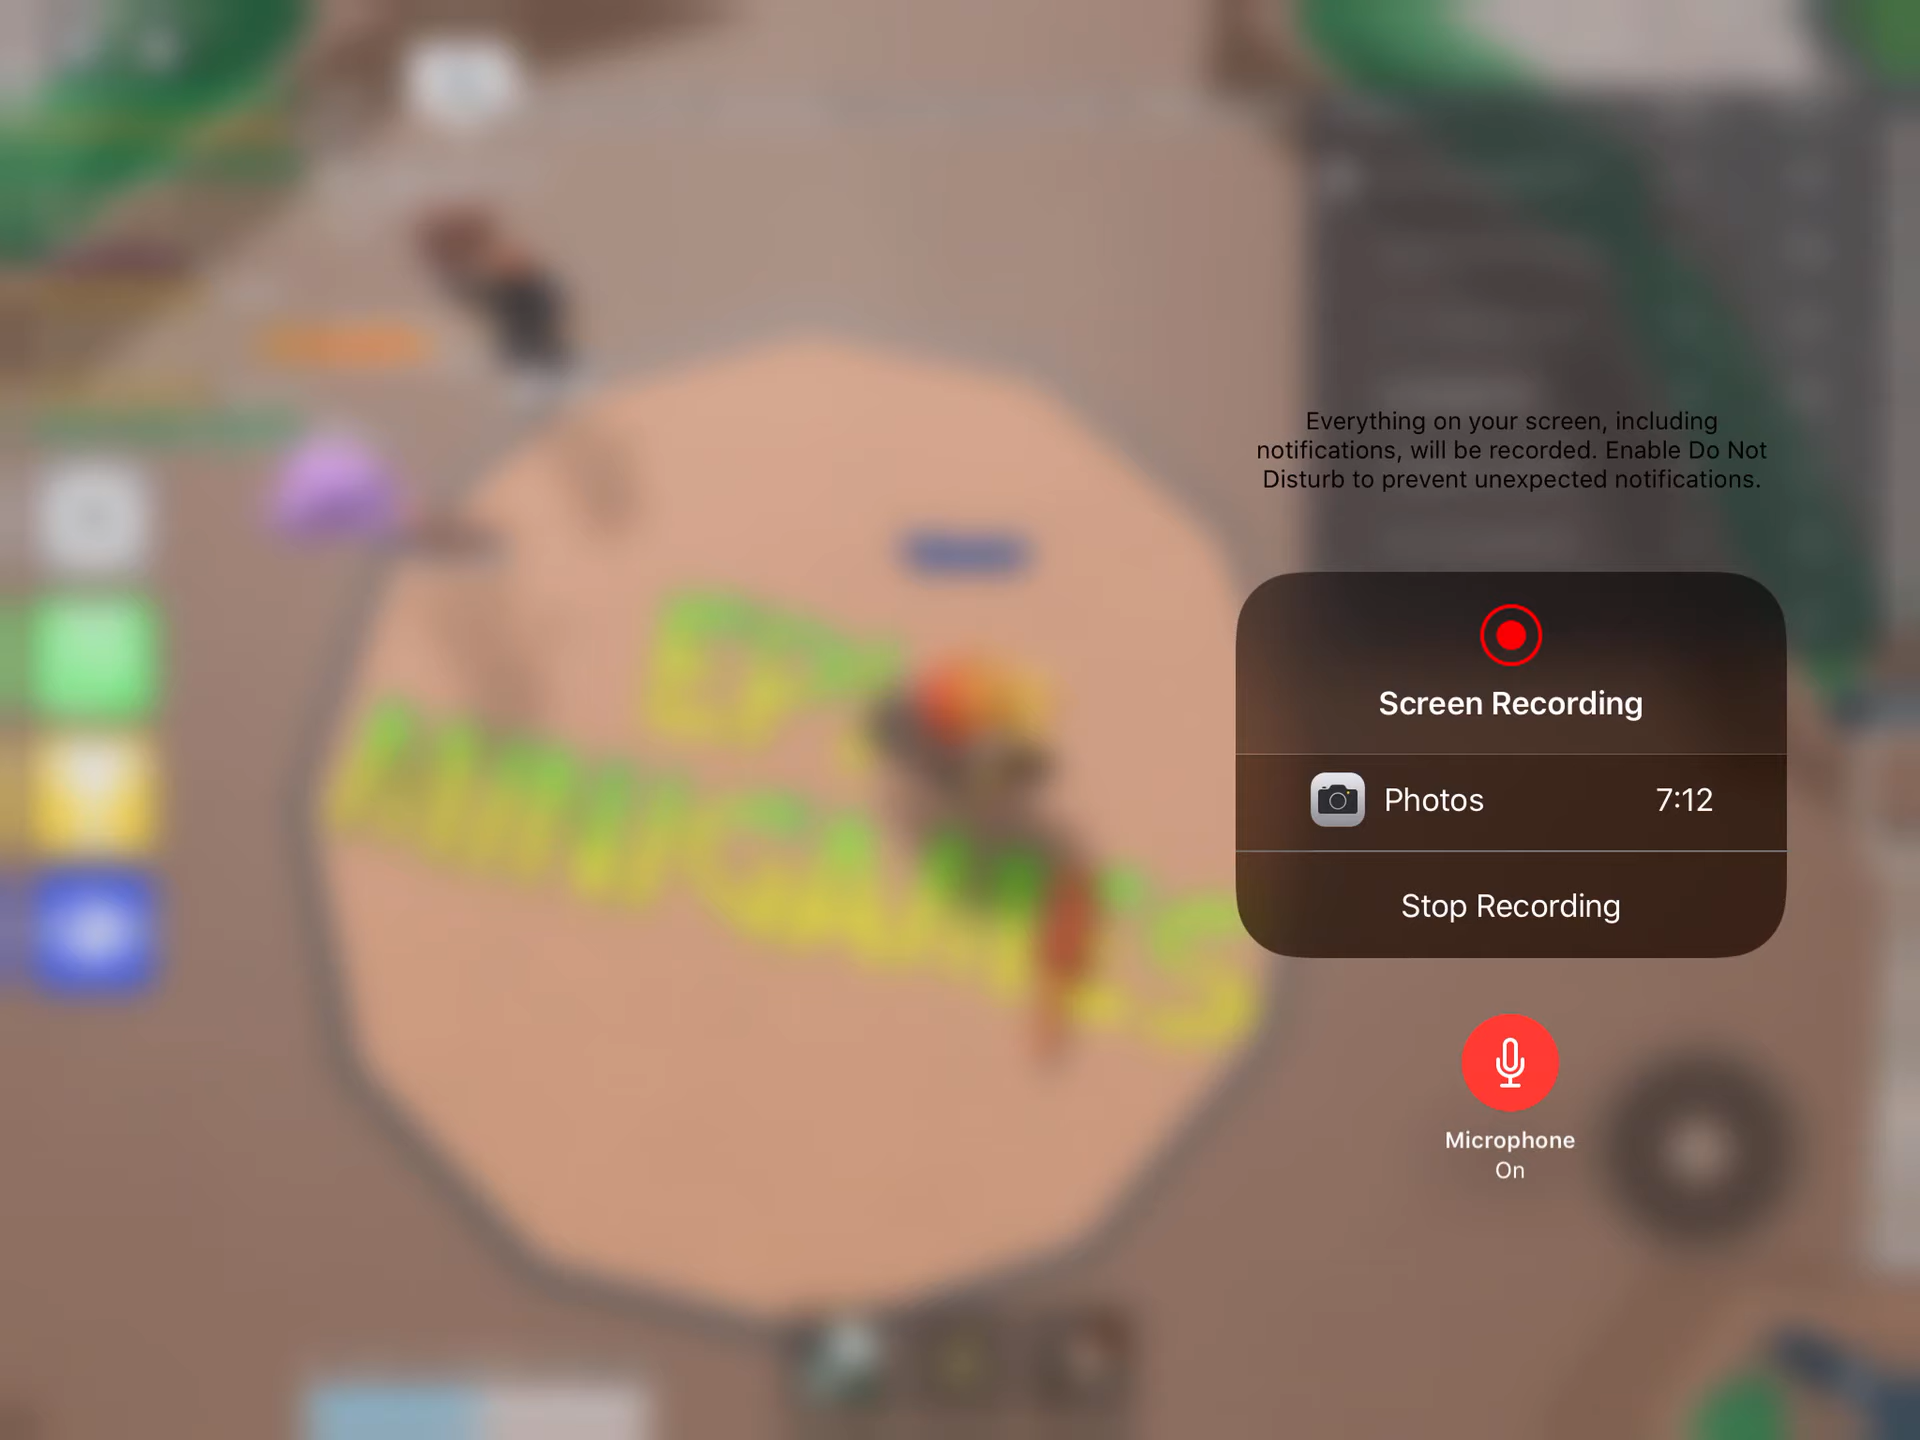 Everything on your screen, including
notifications, will be recorded. Enable Do Not
Disturb to prevent unexpected notifications.
Screen Recording
Photos 7:12
Stop Recording
Microphone
On